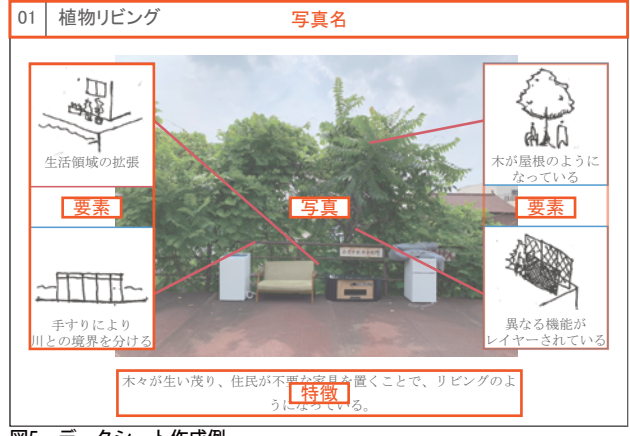 01 植物リビング 写真名
生活領域の拡張
木が屋根のように
なっている
要素
写真
要素
手すりにより
川との境界を分ける
異なる機能が
レイヤーされている
木々が生い茂り、住民が不要な家具を置くことで、リビングのよ
うになっている。
特徴
図5 データシート作成例